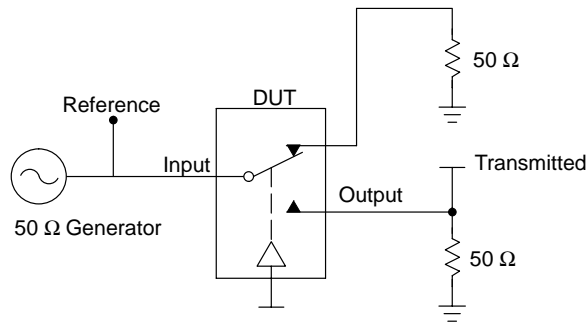 50 Ω
DUT
Reference
Input
Transmitted
Output
50 Ω Generator
50 Ω